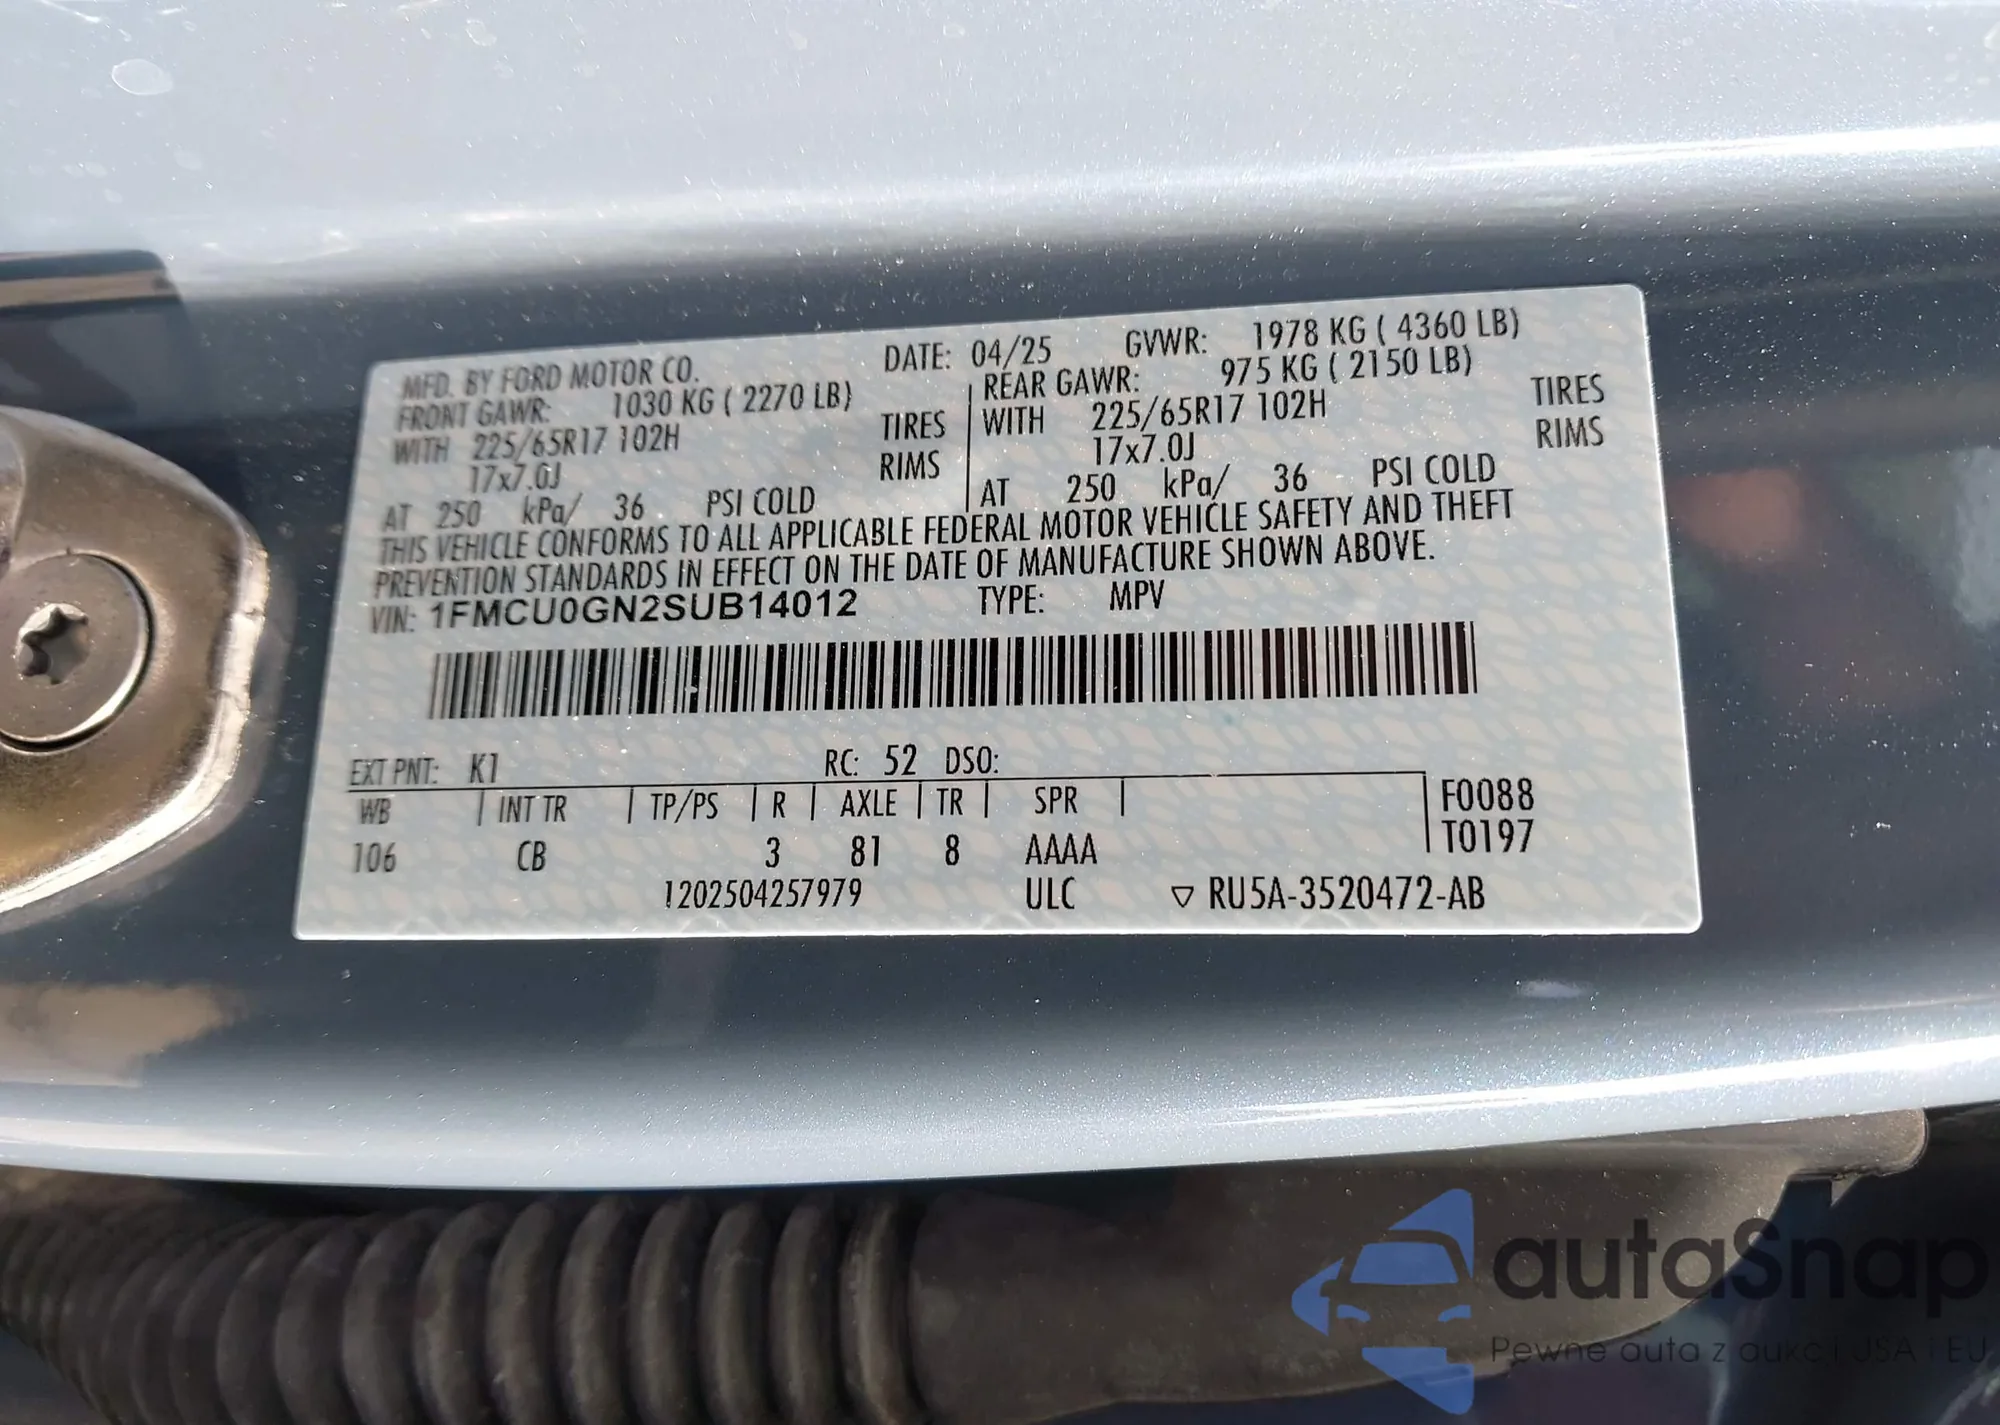 MFD. BY FORD MOTOR CO. DATE: 04/25 GVWR: 1978 KG ( 4360 LB)
FRONT GAWR: 1030 KG ( 2270 LB) REAR GAWR: 975 KG ( 2150 LB)
WITH 225/65R17 102H TIRES WITH 225/65R17 102H TIRES
17x7.0J RIMS 17x7.0J RIMS
AT 250 kPa/ 36 PSI COLD AT 250 kPa/ 36 PSI COLD
THIS VEHICLE CONFORMS TO ALL APPLICABLE FEDERAL MOTOR VEHICLE SAFETY AND THEFT
PREVENTION STANDARDS IN EFFECT ON THE DATE OF MANUFACTURE SHOWN ABOVE.
VIN: 1FMCU0GN2SUB14012 TYPE: MPV
EXT PNT: K1 RC: 52 DSO:
WB INT TR TP/PS R AXLE TR SPR F0088
T0197
106 CB 3 81 8 AAAA
1202504257979 ULC RU5A-3520472-AB
autaSnap
Pewne auta z aukcji USA i EU